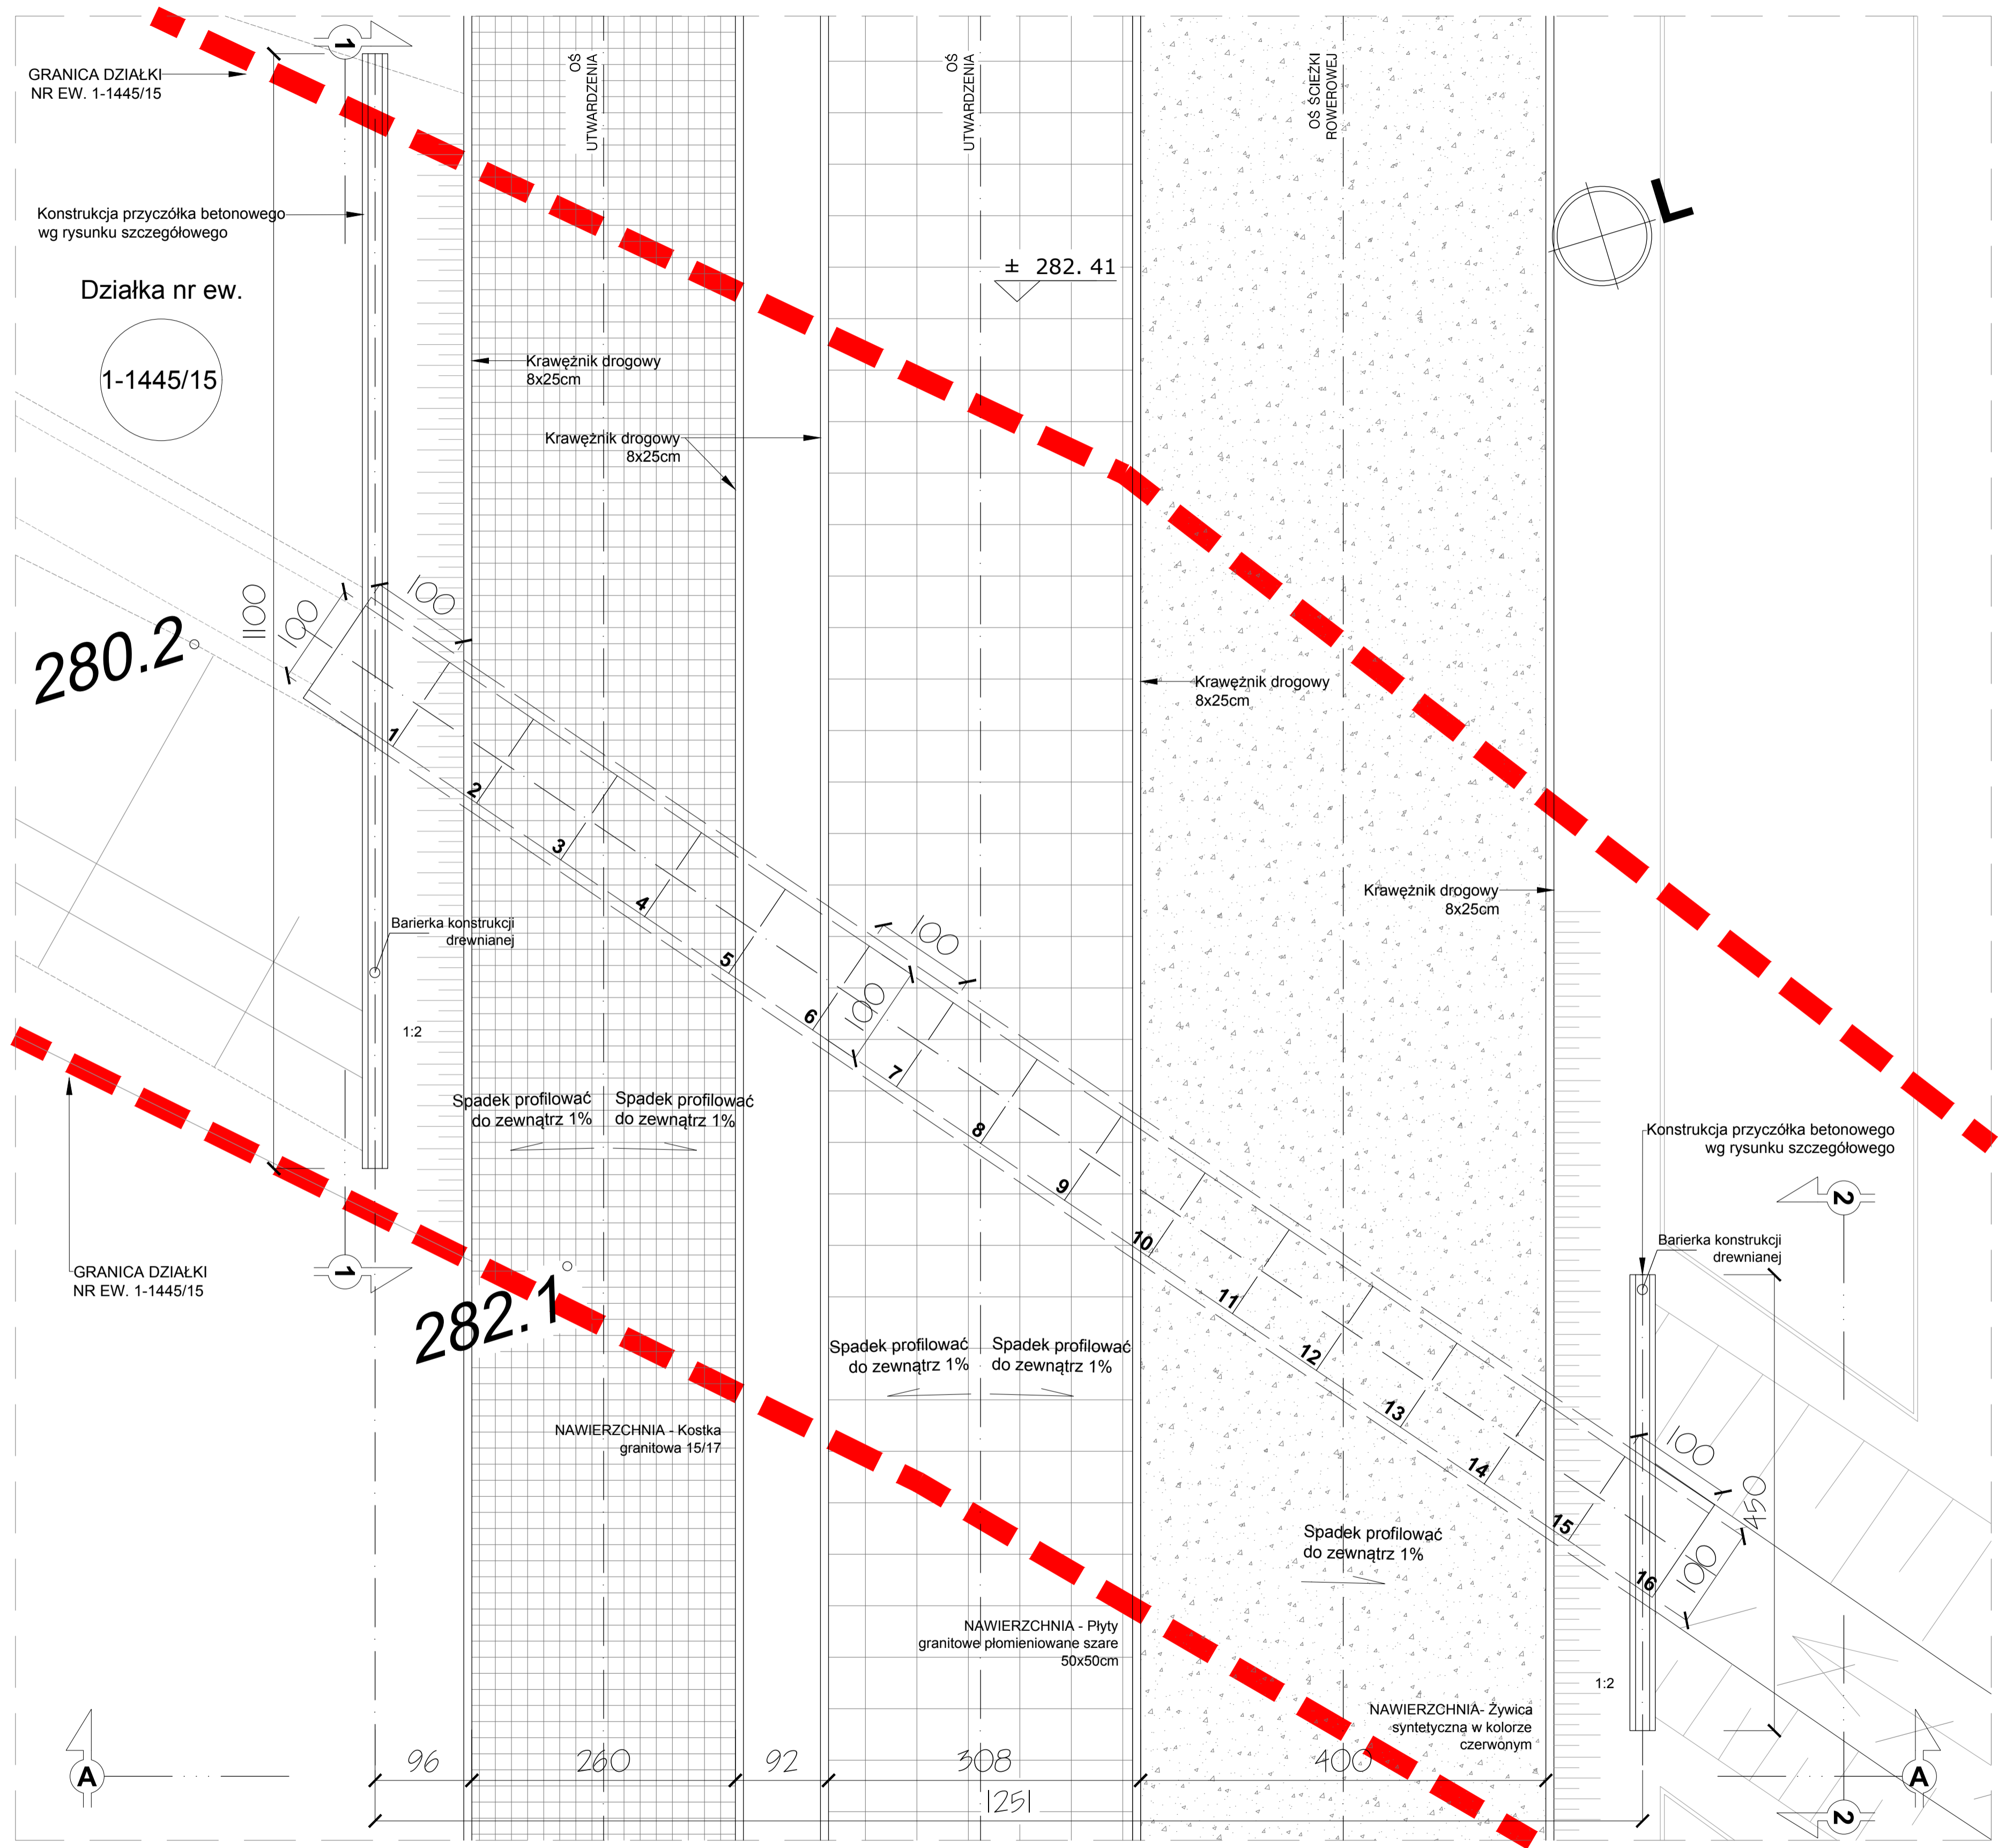 1
GRANICA DZIAŁKI
NR EW. 1-1445/15
OŚ
UTWARDZENIA
OŚ
UTWARDZENIA
OŚ ŚCIEŻKI
ROWEROWEJ
L
Konstrukcja przyczółka betonowego
wg rysunku szczegółowego
± 282. 41
Działka nr ew.
1-1445/15
Krawężnik drogowy
8x25cm
Krawężnik drogowy
8x25cm
1100
100
100
280.2
Krawężnik drogowy
8x25cm
1
2
3
4
5
6
7
8
9
10
11
12
13
14
15
16
Krawężnik drogowy
8x25cm
Barierka konstrukcji
drewnianej
100
100
1:2
Spadek profilować
do zewnątrz 1%
Spadek profilować
do zewnątrz 1%
Konstrukcja przyczółka betonowego
wg rysunku szczegółowego
2
Barierka konstrukcji
drewnianej
GRANICA DZIAŁKI
NR EW. 1-1445/15
1
282.1
Spadek profilować
do zewnątrz 1%
Spadek profilować
do zewnątrz 1%
NAWIERZCHNIA - Kostka
granitowa 15/17
100
450
100
Spadek profilować
do zewnątrz 1%
NAWIERZCHNIA - Płyty
granitowe płomieniowane szare
50x50cm
1:2
NAWIERZCHNIA- Żywica
syntetyczna w kolorze
czerwonym
96
260
92
308
400
A
A
1251
2